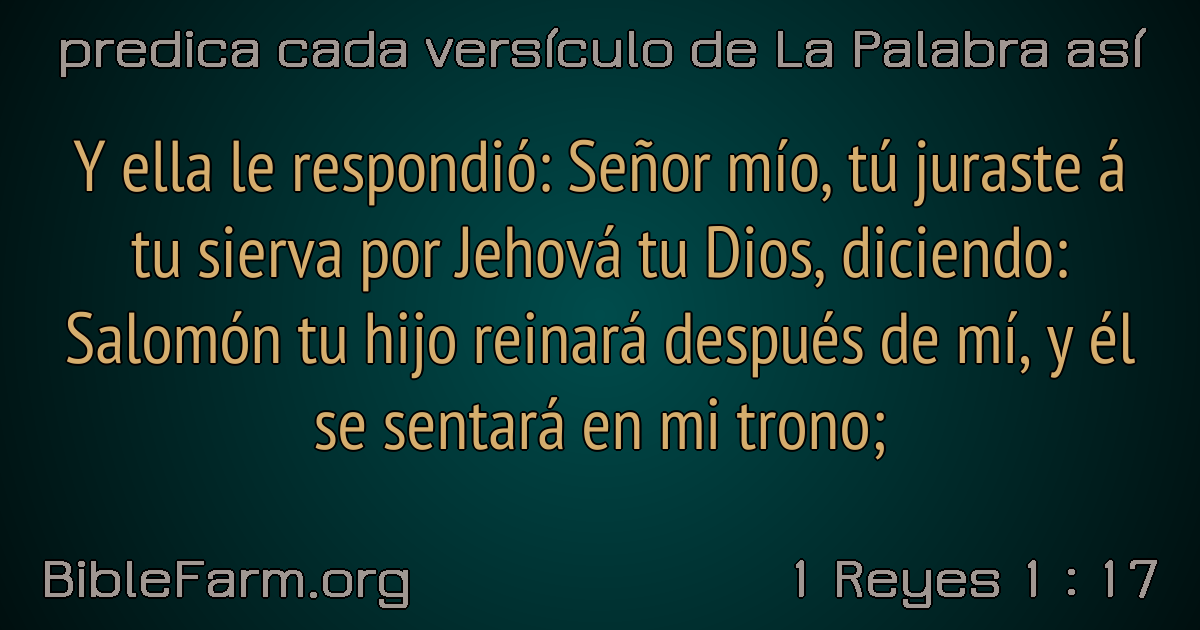 predica cada versículo de La Palabra así
Y ella le respondió: Señor mío, tú juraste á
tu sierva por Jehová tu Dios, diciendo:
Salomón tu hijo reinará después de mí, y él
se sentará en mi trono;
BibleFarm.org
1 Reyes 1 : 17